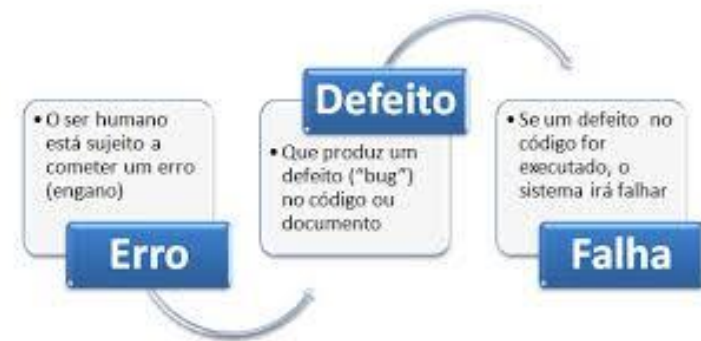 • O ser humano
está sujeito a
cometer um erro
(engano)
Erro
Defeito
• Que produz um
defeito (“bug”)
no código ou
documento
• Se um defeito no
código for
executado, o
sistema irá falhar
Falha